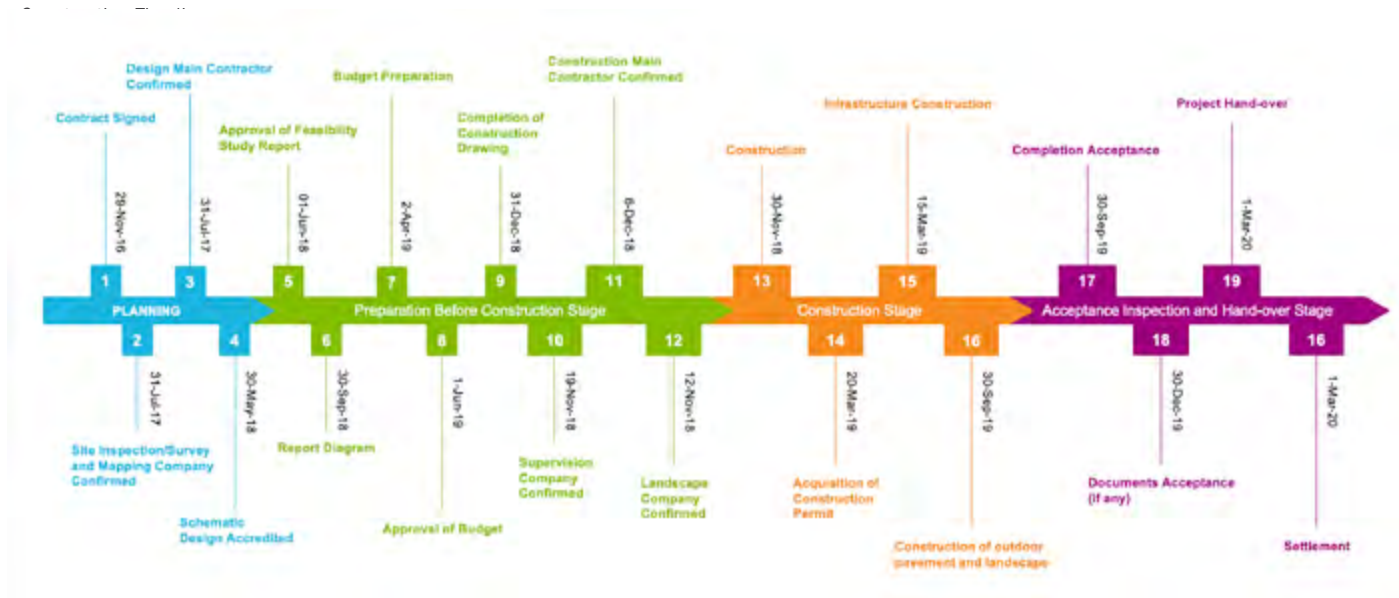 Design Main Contractor
Confirmed
Contract Signed
Approval of Feasibility
Study Report
Budget Preparation
Completion of
Construction
Drawing
Construction Main
Contractor Confirmed
Construction
Infrastructure Construction
Completion Acceptance
Project Hand-over
29-Nov-16
31-Jul-17
01-Jun-18
2-Apr-19
31-Dec-18
6-Dec-18
30-Nov-18
15-Mar-19
30-Sep-19
1-Mar-20
1
3
5
7
9
11
13
15
17
19
PLANNING
Preparation Before Construction Stage
Construction Stage
Acceptance Inspection and Hand-over Stage
2
4
6
8
10
12
14
16
18
16
31-Jul-17
30-May-18
30-Sep-18
1-Jun-19
19-Nov-18
12-Nov-18
20-Mar-19
30-Sep-19
30-Dec-19
1-Mar-20
Site Inspection/Survey
and Mapping Company
Confirmed
Schematic
Design Accredited
Report Diagram
Approval of Budget
Supervision
Company
Confirmed
Landscape
Company
Confirmed
Acquisition of
Construction
Permit
Construction of outdoor
pavement and landscape
Documents Acceptance
(if any)
Settlement